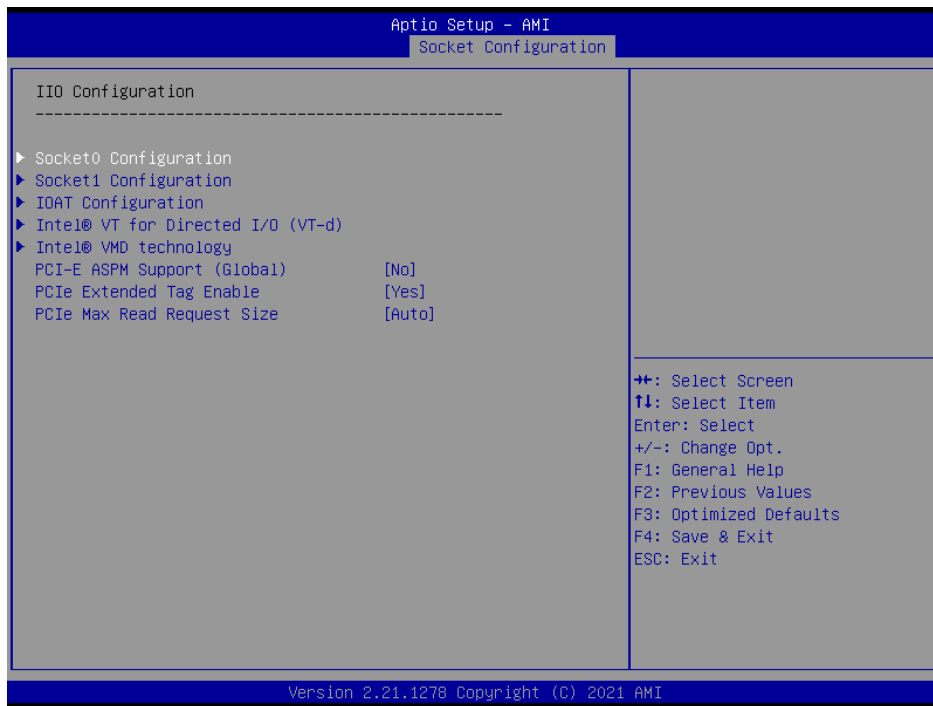 Aptio Setup – AMI
Socket Configuration
IIO Configuration
--------------------------------------------------
Socket0 Configuration
Socket1 Configuration
IOAT Configuration
Intel® VT for Directed I/O (VT-d)
Intel® VMD technology
PCI-E ASPM Support (Global) [No]
PCIe Extended Tag Enable [Yes]
PCIe Max Read Request Size [Auto]
→←: Select Screen
↑↓: Select Item
Enter: Select
+/-: Change Opt.
F1: General Help
F2: Previous Values
F3: Optimized Defaults
F4: Save & Exit
ESC: Exit
Version 2.21.1278 Copyright (C) 2021 AMI